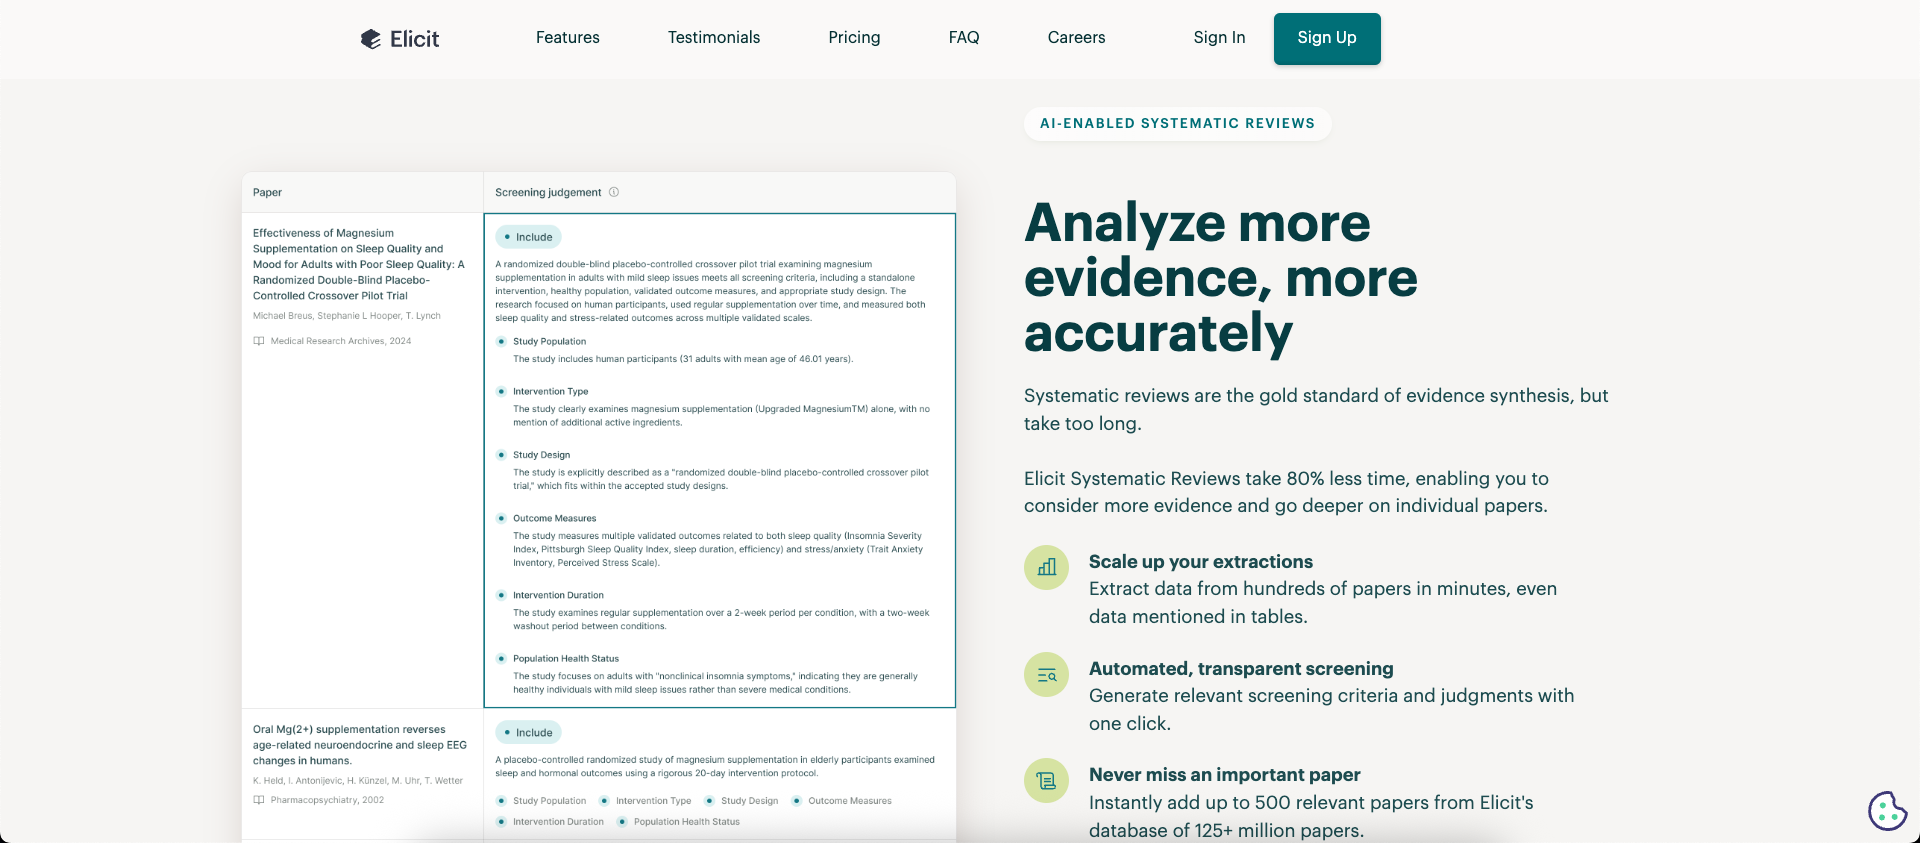 Elicit
Features
Testimonials
Pricing
FAQ
Careers
Sign In
Sign Up
Paper
Screening judgement
Effectiveness of Magnesium
Supplementation on Sleep Quality and
Mood for Adults with Poor Sleep Quality: A
Randomized Double-Blind Placebo-
Controlled Crossover Pilot Trial
Michael Breus, Stephanie L Hooper, T. Lynch
Medical Research Archives, 2024
Include
A randomized double-blind placebo-controlled crossover pilot trial examining magnesium
supplementation in adults with mild sleep issues meets all screening criteria, including a standalone
intervention, healthy population, validated outcome measures, and appropriate study design. The
research focused on human participants, used regular supplementation over time, and measured both
sleep quality and stress-related outcomes across multiple validated scales.
Study Population
The study includes human participants (31 adults with mean age of 46.01 years).
Intervention Type
The study clearly examines magnesium supplementation (Upgraded MagnesiumTM) alone, with no
mention of additional active ingredients.
Study Design
The study is explicitly described as a "randomized double-blind placebo-controlled crossover pilot
trial," which fits within the accepted study designs.
Outcome Measures
The study measures multiple validated outcomes related to both sleep quality (Insomnia Severity
Index, Pittsburgh Sleep Quality Index, sleep duration, efficiency) and stress/anxiety (Trait Anxiety
Inventory, Perceived Stress Scale).
Intervention Duration
The study examines regular supplementation over a 2-week period per condition, with a two-week
washout period between conditions.
Population Health Status
The study focuses on adults with "nonclinical insomnia symptoms," indicating they are generally
healthy individuals with mild sleep issues rather than severe medical conditions.
Oral Mg(2+) supplementation reverses
age-related neuroendocrine and sleep EEG
changes in humans.
K. Held, I. Antonijevic, H. Künzel, M. Uhr, T. Wetter
Pharmacopsychiatry, 2002
Include
A placebo-controlled randomized study of magnesium supplementation in elderly participants examined
sleep and hormonal outcomes using a rigorous 20-day intervention protocol.
Study Population
Intervention Type
Study Design
Outcome Measures
Intervention Duration
Population Health Status
AI-ENABLED SYSTEMATIC REVIEWS
Analyze more
evidence, more
accurately
Systematic reviews are the gold standard of evidence synthesis, but
take too long.
Elicit Systematic Reviews take 80% less time, enabling you to
consider more evidence and go deeper on individual papers.
Scale up your extractions
Extract data from hundreds of papers in minutes, even
data mentioned in tables.
Automated, transparent screening
Generate relevant screening criteria and judgments with
one click.
Never miss an important paper
Instantly add up to 500 relevant papers from Elicit's
database of 125+ million papers.